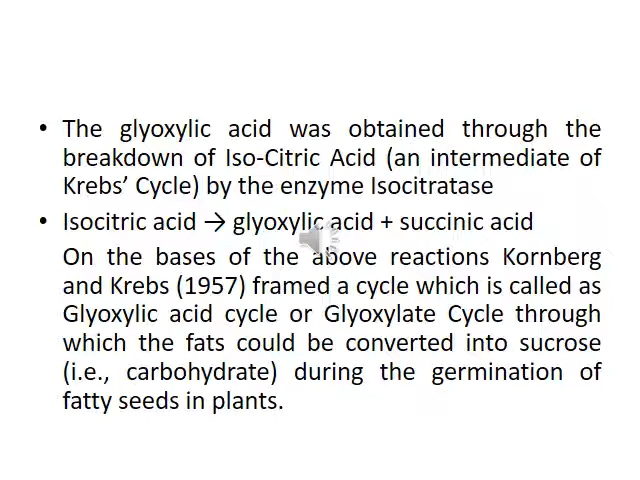 • The glyoxylic acid was obtained through the
breakdown of Iso-Citric Acid (an intermediate of
Krebs’ Cycle) by the enzyme Isocitratase
• Isocitric acid → glyoxylic acid + succinic acid
On the bases of the above reactions Kornberg
and Krebs (1957) framed a cycle which is called as
Glyoxylic acid cycle or Glyoxylate Cycle through
which the fats could be converted into sucrose
(i.e., carbohydrate) during the germination of
fatty seeds in plants.